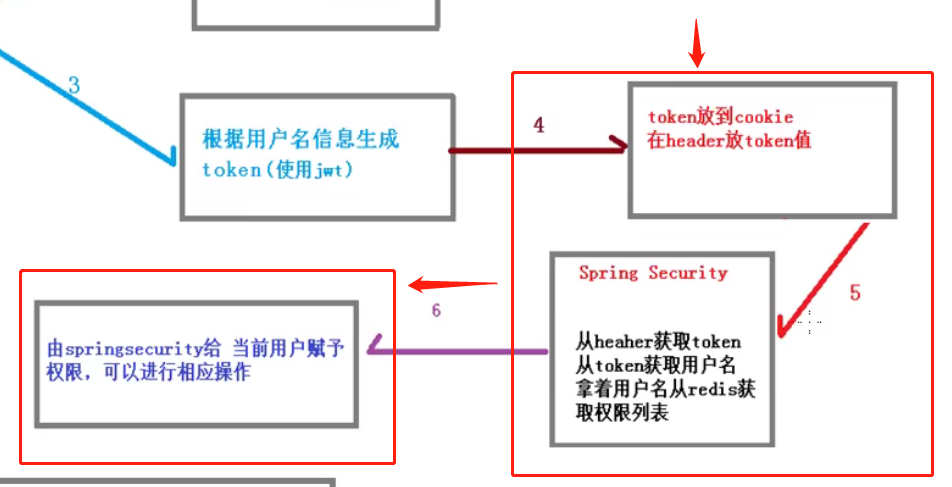 3
根据用户名信息生成
token(使用jwt)
4
token放到cookie
在header放token值
5
Spring Security
从heaher获取token
从token获取用户名
拿着用户名从redis获
取权限列表
6
由springsecurity给 当前用户赋予
权限，可以进行相应操作